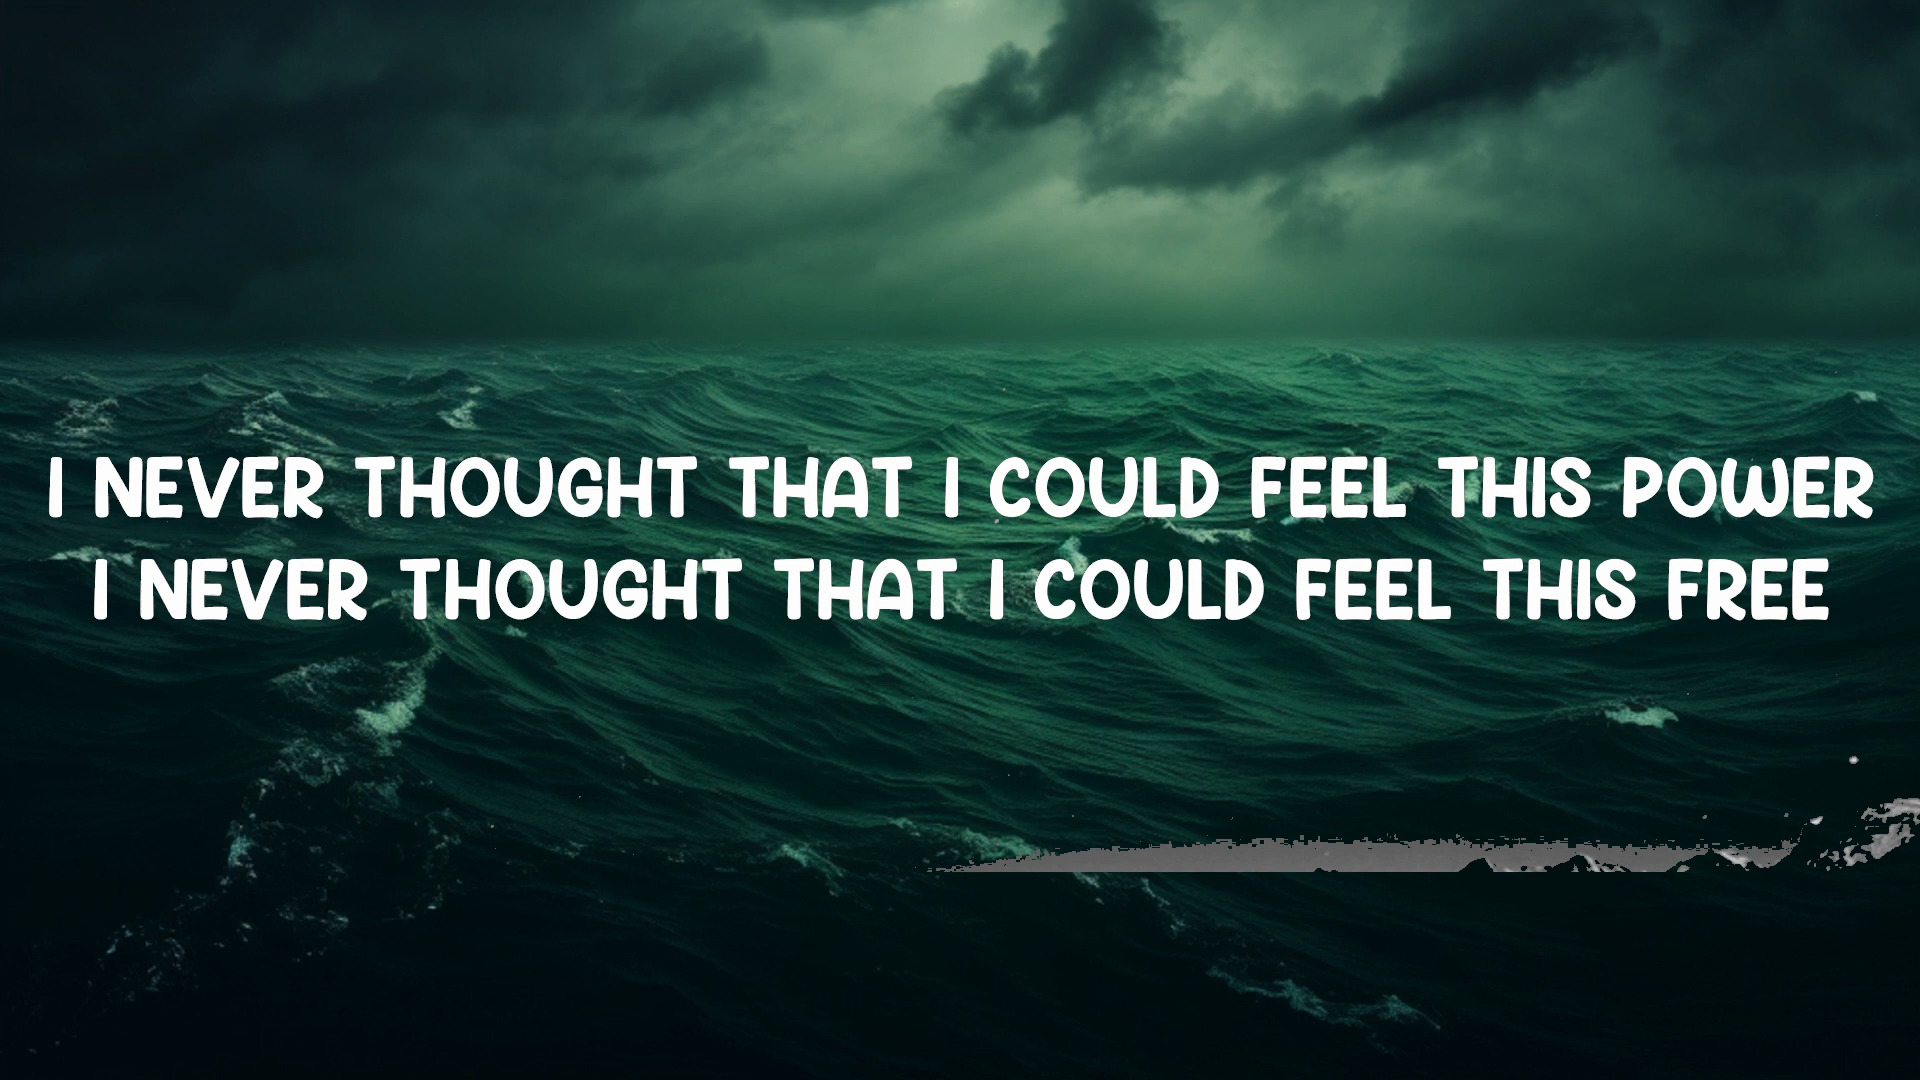 I NEVER THOUGHT THAT I COULD FEEL THIS POWER
I NEVER THOUGHT THAT I COULD FEEL THIS FREE